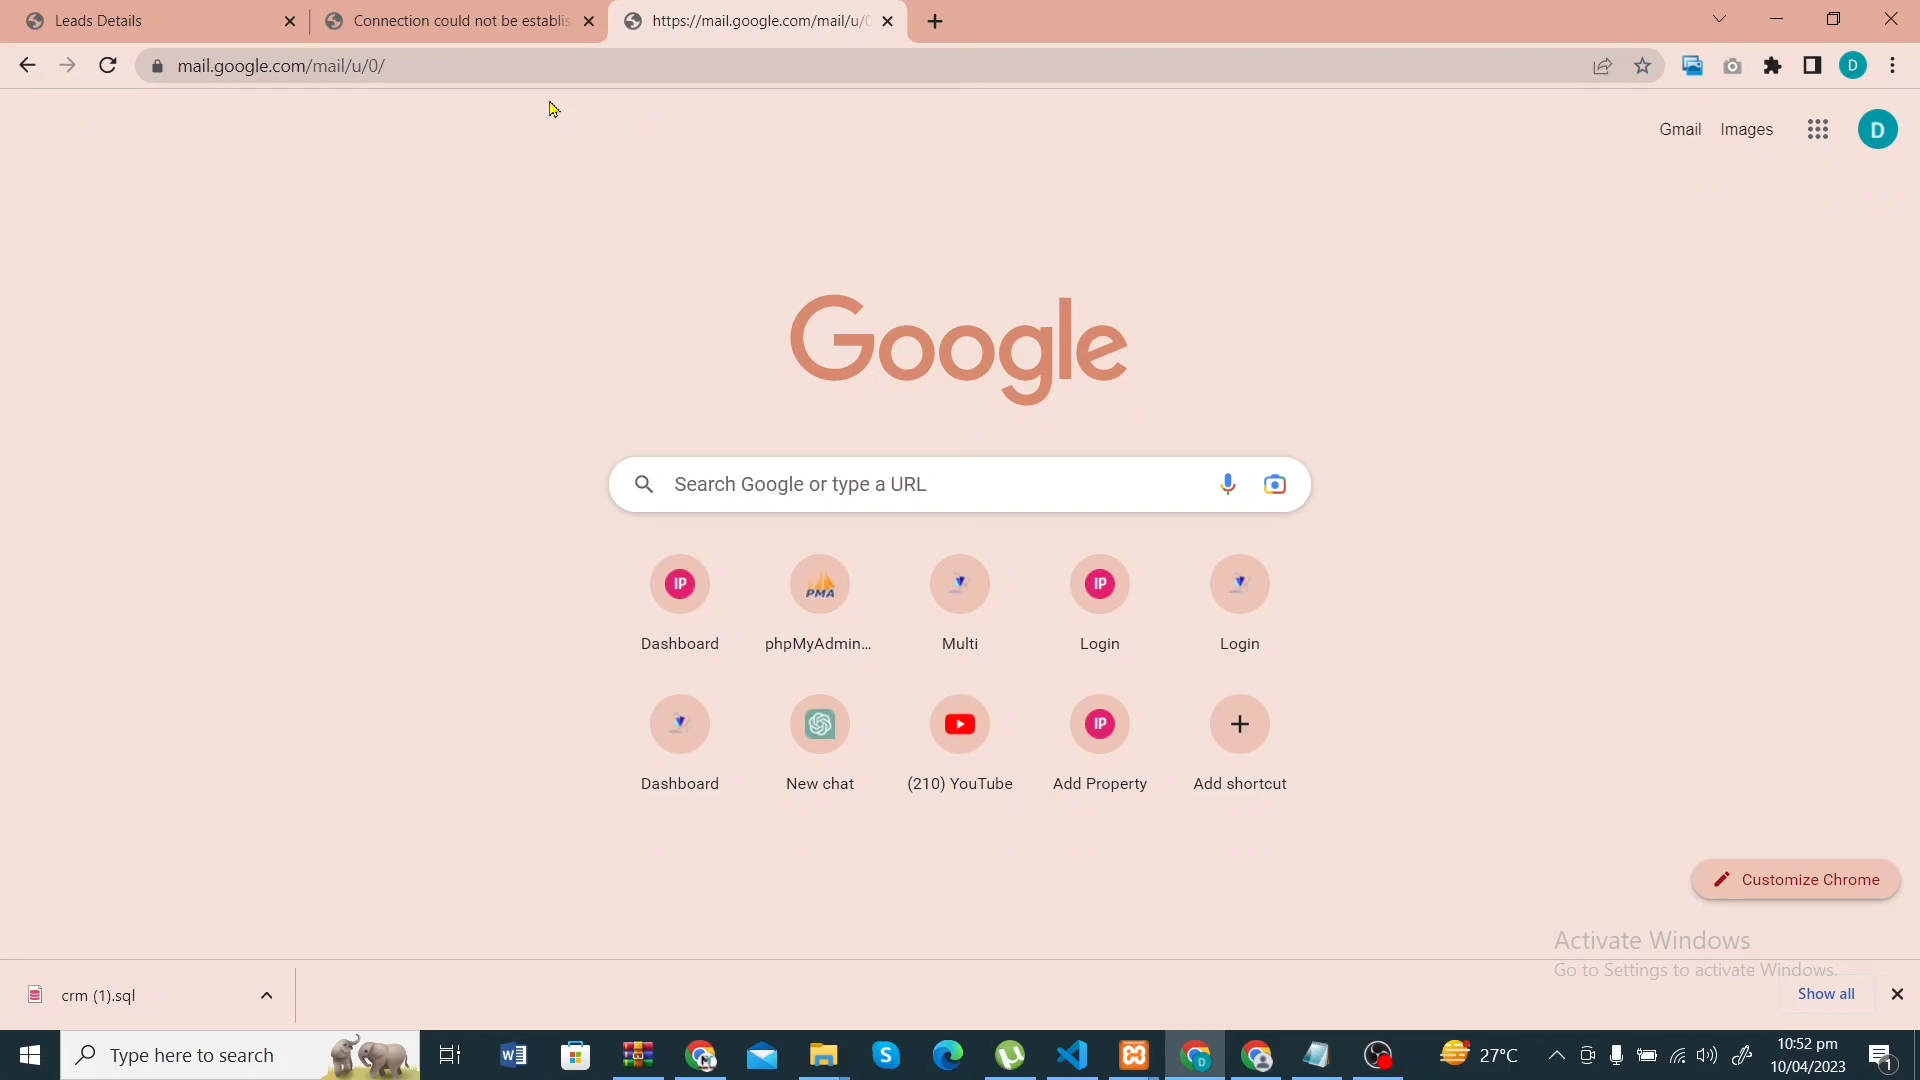 Leads Details
Connection could not be establis
https://mail.google.com/mail/u/0
mail.google.com/mail/u/0/
D
Gmail Images
D
Google
Search Google or type a URL
IP
PMA
IP
Dashboard
phpMyAdmin...
Multi
Login
Login
IP
Dashboard
New chat
(210) YouTube
Add Property
Add shortcut
Customize Chrome
Activate Windows
Go to Settings to activate Windows.
crm (1).sql
Show all
Type here to search
27°C
10:52 pm
10/04/2023
1